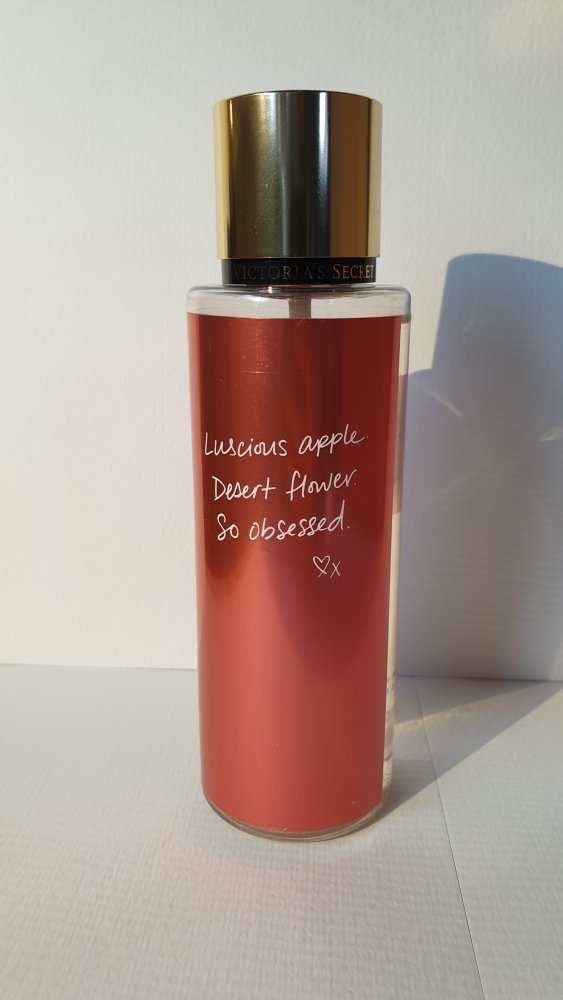 VICTORIA'S SECRET
Luscious apple.
Desert flower.
So obsessed.
♡x